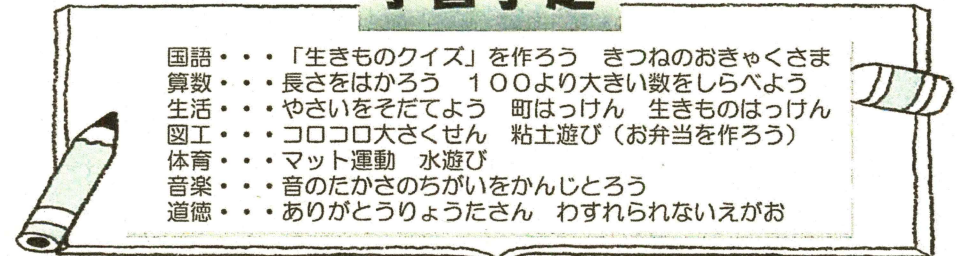 国語・・・「生きものクイズ」を作ろう　きつねのおきゃくさま
算数・・・長さをはかろう　１００より大きい数をしらべよう
生活・・・やさいをそだてよう　町はっけん　生きものはっけん
図工・・・コロコロ大さくせん　粘土遊び（お弁当を作ろう）
体育・・・マット運動　水遊び
音楽・・・音のたかさのちがいをかんじとろう
道徳・・・ありがとうりょうたさん　わすれられないえがお